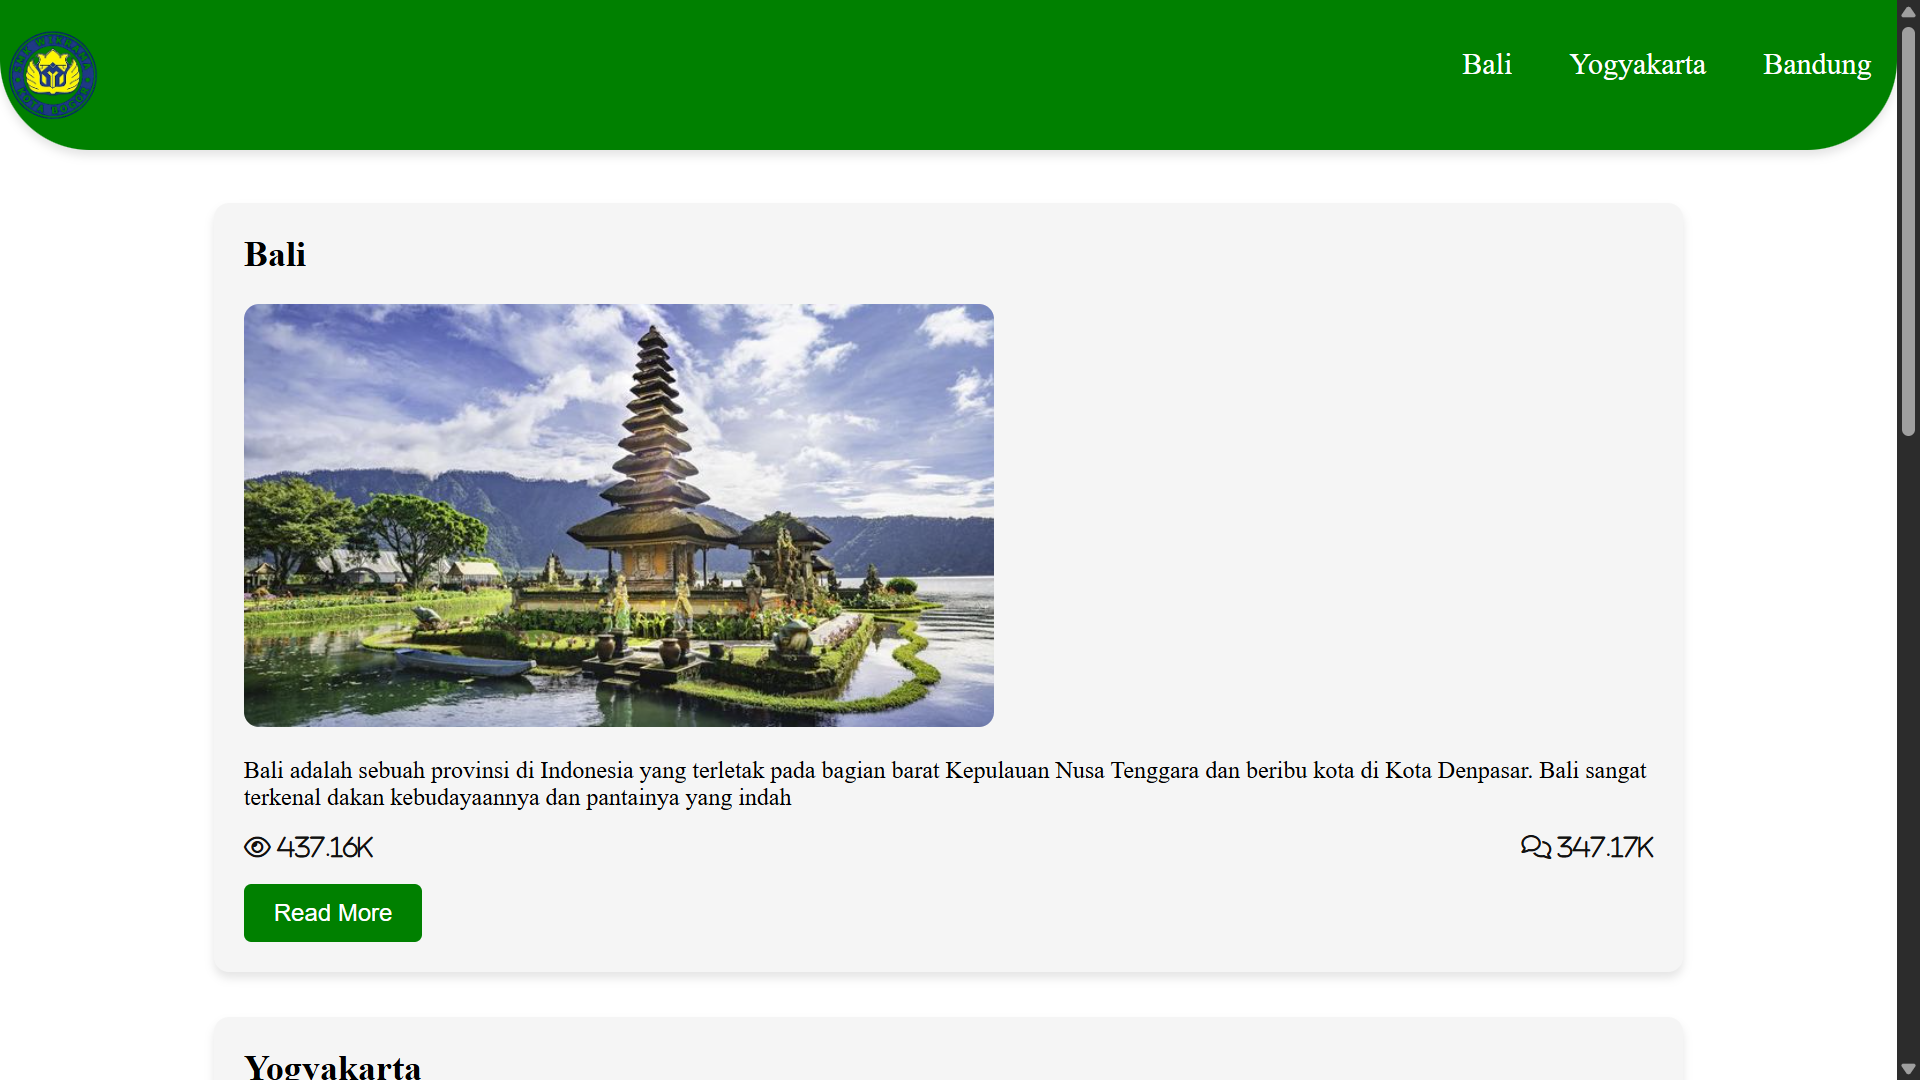 Bali
Yogyakarta
Bandung
Bali
Bali adalah sebuah provinsi di Indonesia yang terletak pada bagian barat Kepulauan Nusa Tenggara dan beribu kota di Kota Denpasar. Bali sangat
terkenal dakan kebudayaannya dan pantainya yang indah
437.16K
347.17K
Read More
Yogyakarta